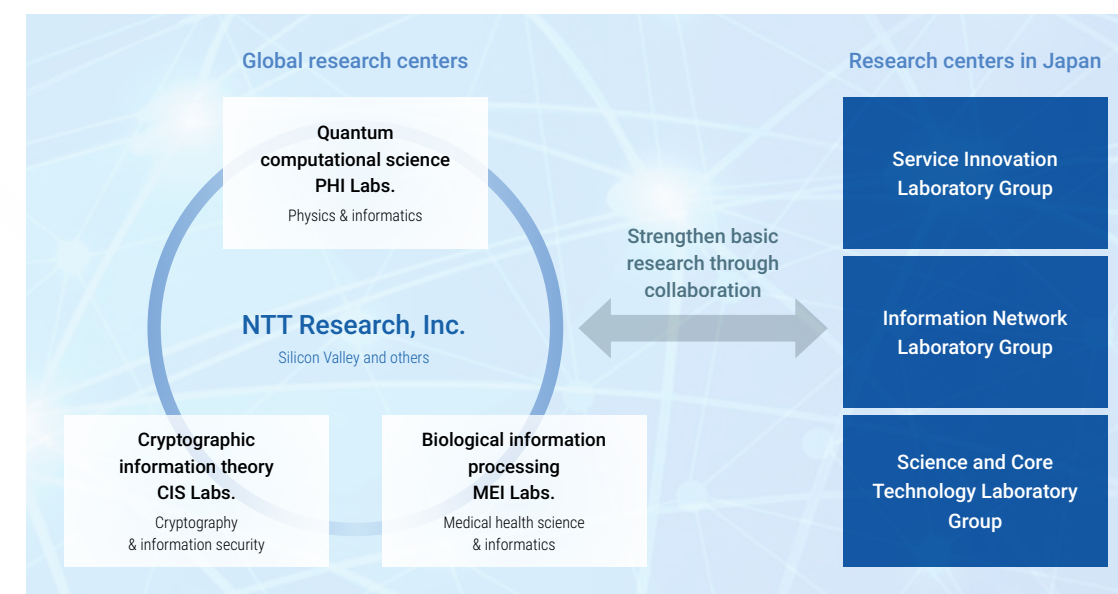 Global research centers
Quantum
computational science
PHI Labs.
Physics & informatics
NTT Research, Inc.
Silicon Valley and others
Cryptographic
information theory
CIS Labs.
Cryptography
& information security
Biological information
processing
MEI Labs.
Medical health science
& informatics
Strengthen basic
research through
collaboration
Research centers in Japan
Service Innovation
Laboratory Group
Information Network
Laboratory Group
Science and Core
Technology Laboratory
Group